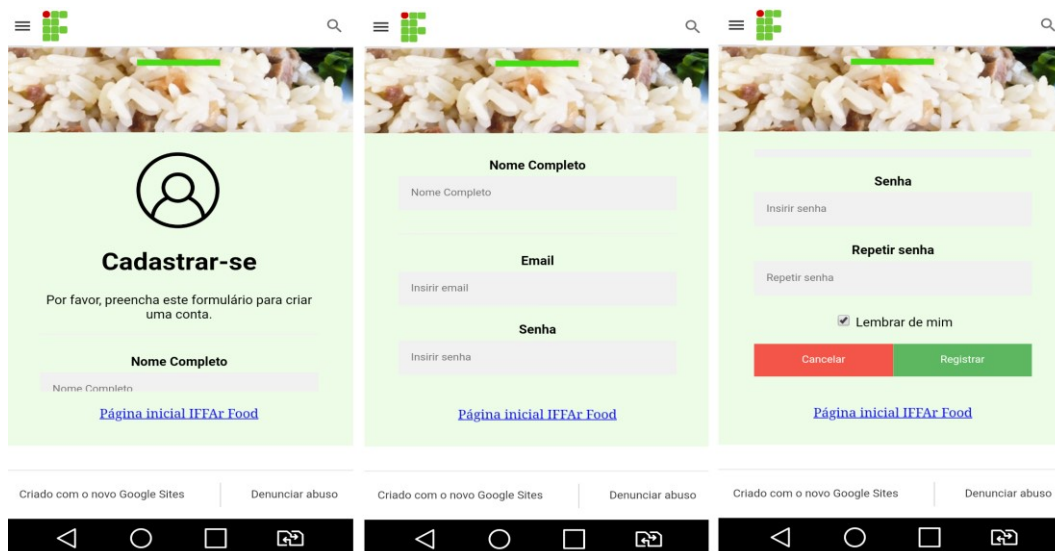 Cadastrar-se
Por favor, preencha este formulário para criar
uma conta.
Nome Completo
Nome Completo
Página inicial IFFAr Food
Criado com o novo Google Sites
Denunciar abuso
Nome Completo
Nome Completo
Email
Insirir email
Senha
Insirir senha
Página inicial IFFAr Food
Criado com o novo Google Sites
Denunciar abuso
Senha
Insirir senha
Repetir senha
Repetir senha
Lembrar de mim
Cancelar
Registrar
Página inicial IFFAr Food
Criado com o novo Google Sites
Denunciar abuso